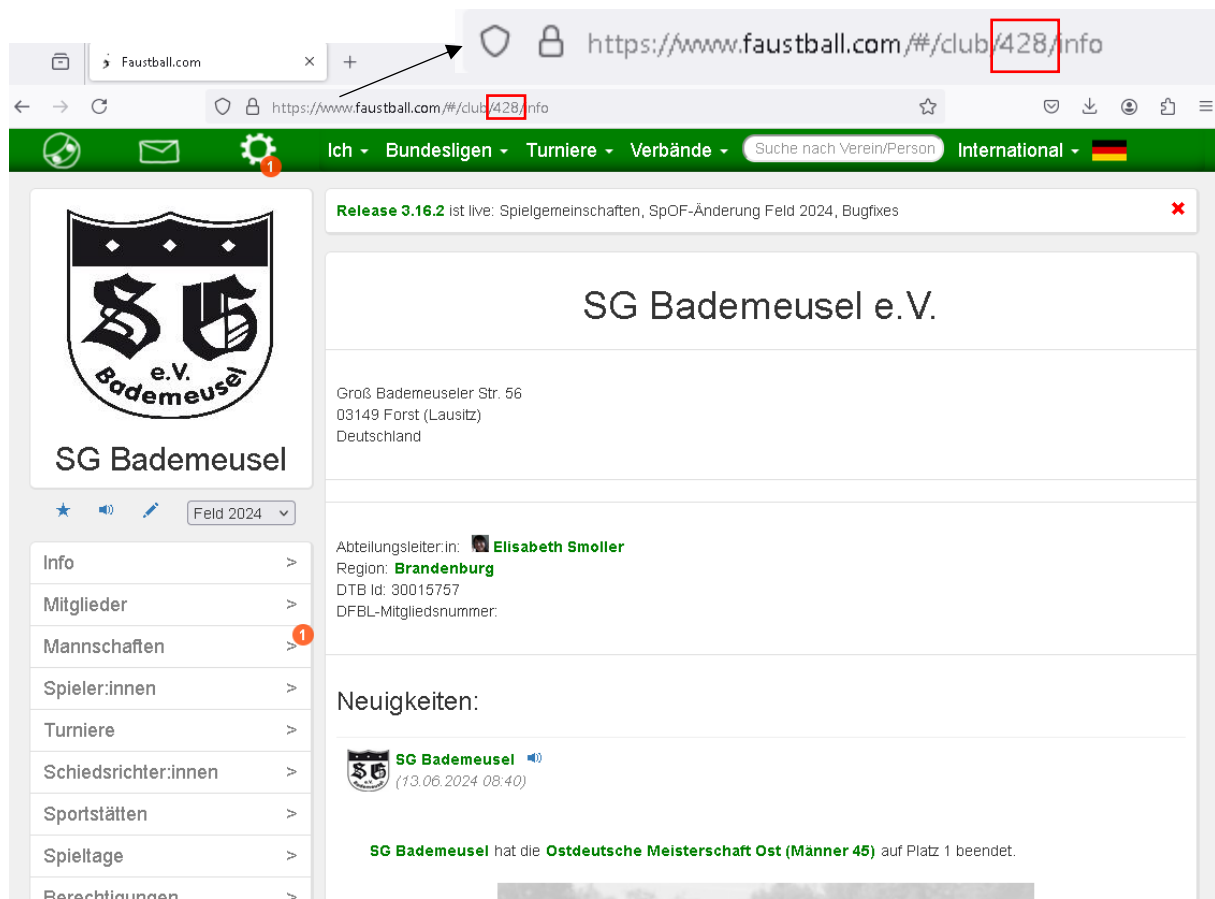 https://www.faustball.com/#/club/428/info
Faustball.com
https://www.faustball.com/#/club/428/info
1
Ich
Bundesligen
Turniere
Verbände
Suche nach Verein/Person
International
Release 3.16.2 ist live: Spielgemeinschaften, SpOF-Änderung Feld 2024, Bugfixes
SG
e.V.
Bademeusel
SG Bademeusel
Feld 2024
Info >
Mitglieder >
Mannschaften >
1
Spieler:innen >
Turniere >
Schiedsrichter:innen >
Sportstätten >
Spieltage >
Berechtigungen >
SG Bademeusel e.V.
Groß Bademeuseler Str. 56
03149 Forst (Lausitz)
Deutschland
Abteilungsleiter:in: Elisabeth Smoller
Region: Brandenburg
DTB Id: 30015757
DFBL-Mitgliedsnummer:
Neuigkeiten:
SG Bademeusel
(13.06.2024 08:40)
SG Bademeusel hat die Ostdeutsche Meisterschaft Ost (Männer 45) auf Platz 1 beendet.